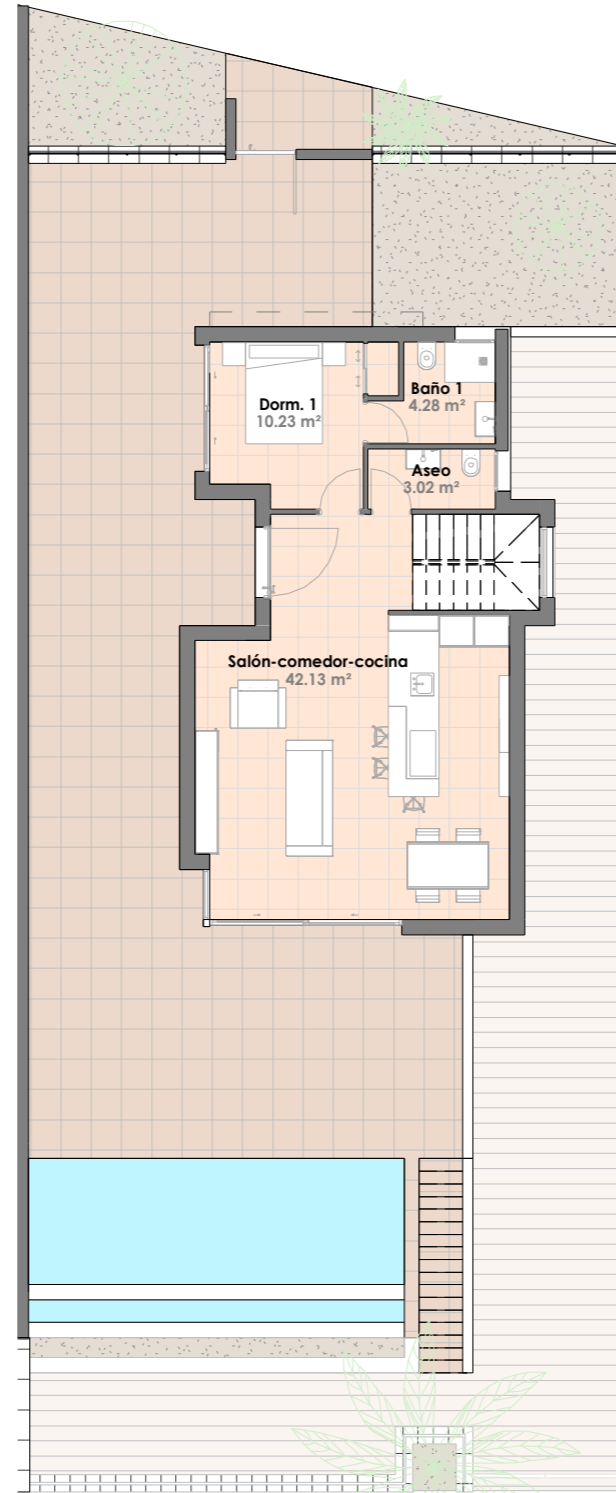 Baño 1
4.28 m²
Dorm. 1
10.23 m²
Aseo
3.02 m²
Salón-comedor-cocina
42.13 m²